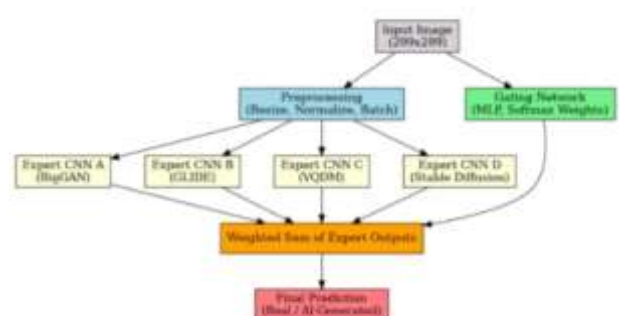 Input Image
(299x299)
Preprocessing
(Resize, Normalize, Batch)
Gating Network
(MLP, Softmax Weights)
Expert CNN A
(BigGAN)
Expert CNN B
(GLIDE)
Expert CNN C
(VQDM)
Expert CNN D
(Stable Diffusion)
Weighted Sum of Expert Outputs
Final Prediction
(Real / AI-Generated)